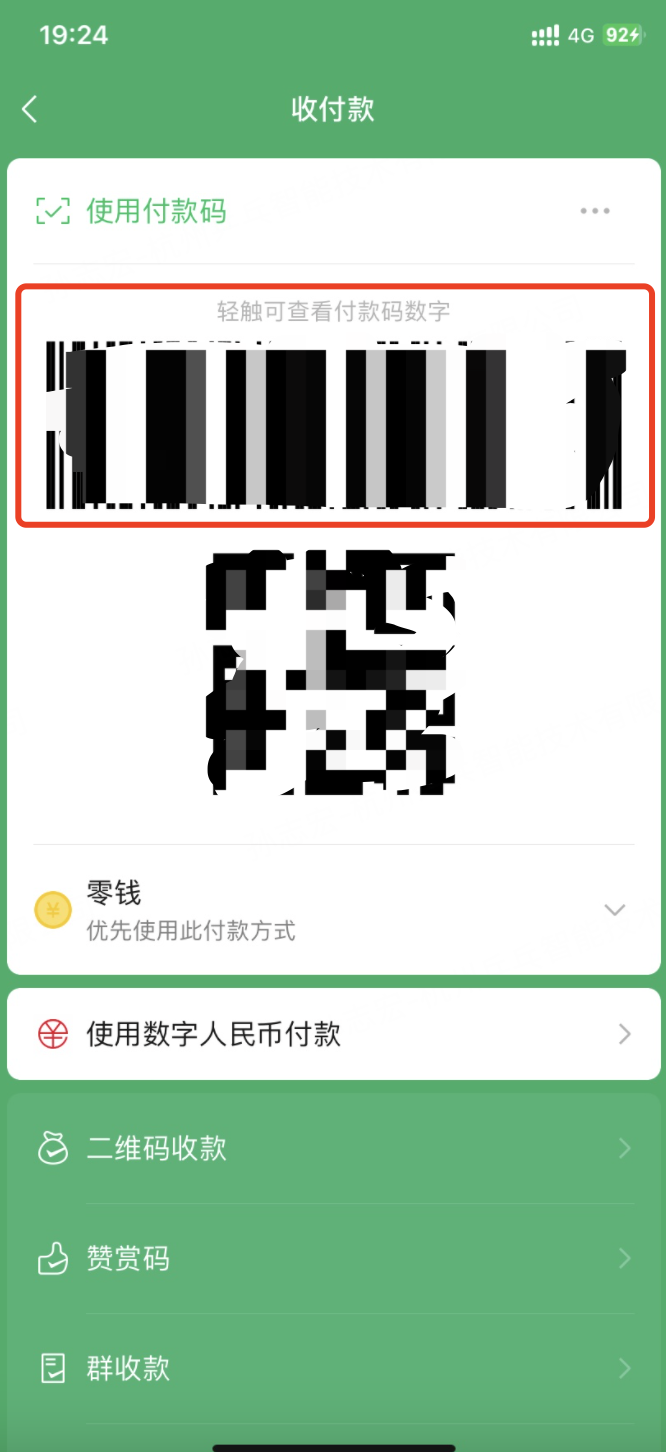 19:24
4G 92
收付款
使用付款码
轻触可查看付款码数字
零钱
优先使用此付款方式
使用数字人民币付款
二维码收款
赞赏码
群收款